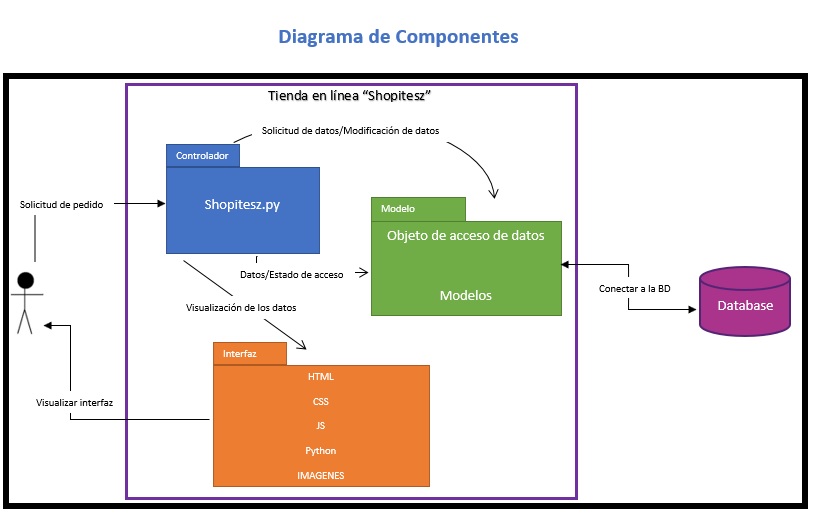 Diagrama de Componentes
Tienda en línea “Shopitesz”
Solicitud de datos/Modificación de datos
Controlador
Shopitesz.py
Solicitud de pedido
Modelo
Objeto de acceso de datos
Modelos
Datos/Estado de acceso
Conectar a la BD
Database
Visualización de los datos
Interfaz
HTML
CSS
JS
Python
IMAGENES
Visualizar interfaz